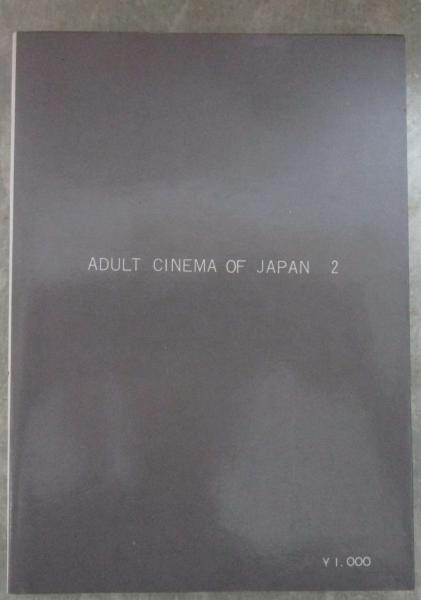 ADULT CINEMA OF JAPAN 2
¥1.000